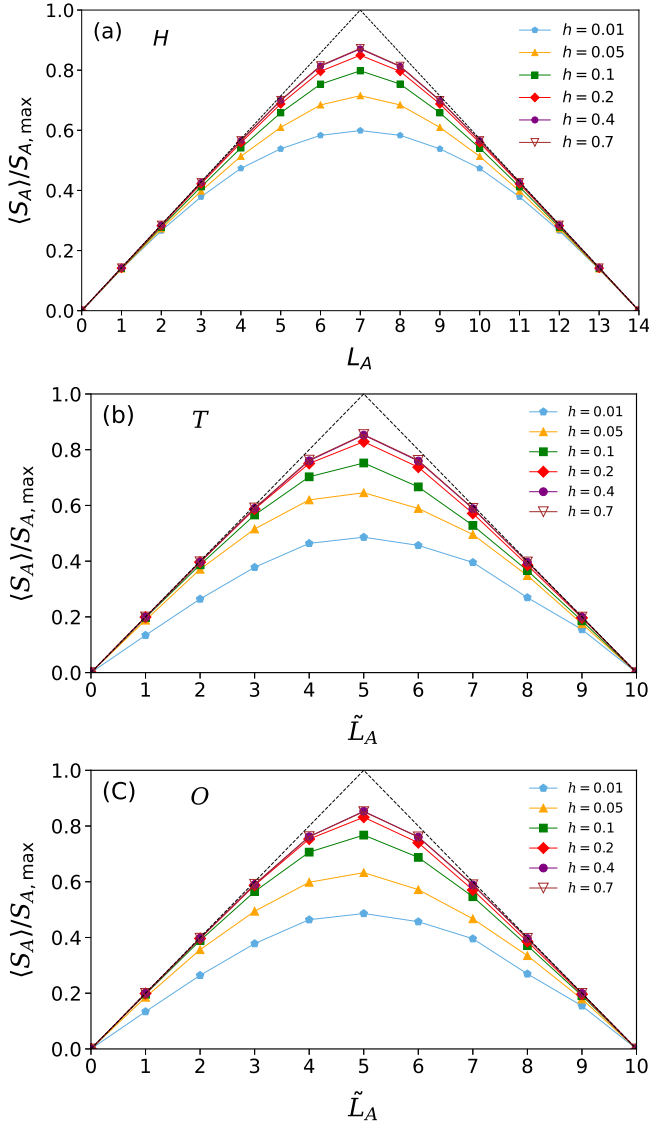 (a)
H
h = 0.01
h = 0.05
h = 0.1
h = 0.2
h = 0.4
h = 0.7
⟨S_A⟩/S_{A, max}
1.0
0.8
0.6
0.4
0.2
0.0
0 1 2 3 4 5 6 7 8 9 10 11 12 13 14
L_A
(b)
T
h = 0.01
h = 0.05
h = 0.1
h = 0.2
h = 0.4
h = 0.7
⟨S_A⟩/S_{A, max}
1.0
0.8
0.6
0.4
0.2
0.0
0 1 2 3 4 5 6 7 8 9 10
L̃_A
(C)
O
h = 0.01
h = 0.05
h = 0.1
h = 0.2
h = 0.4
h = 0.7
⟨S_A⟩/S_{A, max}
1.0
0.8
0.6
0.4
0.2
0.0
0 1 2 3 4 5 6 7 8 9 10
L̃_A